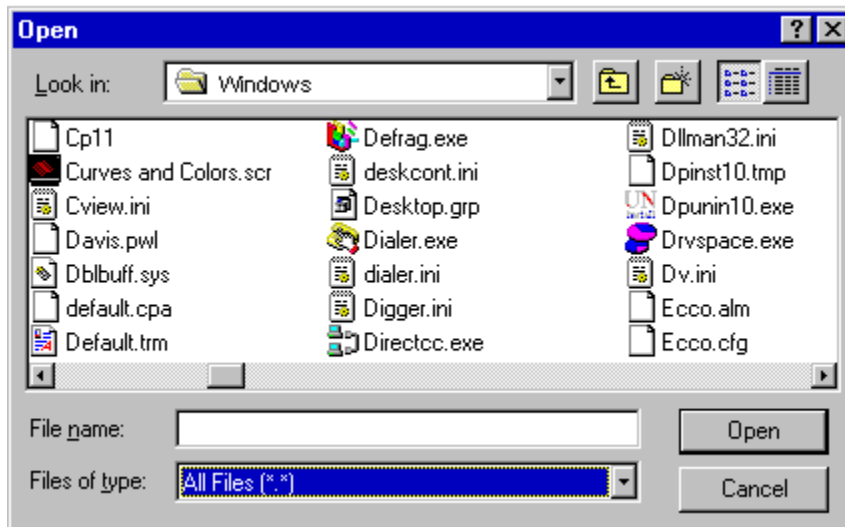 Open
Look in: Windows
Cp11
Curves and Colors.scr
Cview.ini
Davis.pwl
Dblbuff.sys
default.cpa
Default.trm
Defrag.exe
deskcont.ini
Desktop.grp
Dialer.exe
dialer.ini
Digger.ini
Directcc.exe
Dllman32.ini
Dpinst10.tmp
UN
install
Dpunin10.exe
Drvspace.exe
Dv.ini
Ecco.alm
Ecco.cfg
File name:
Open
Files of type: All Files (*.*)
Cancel